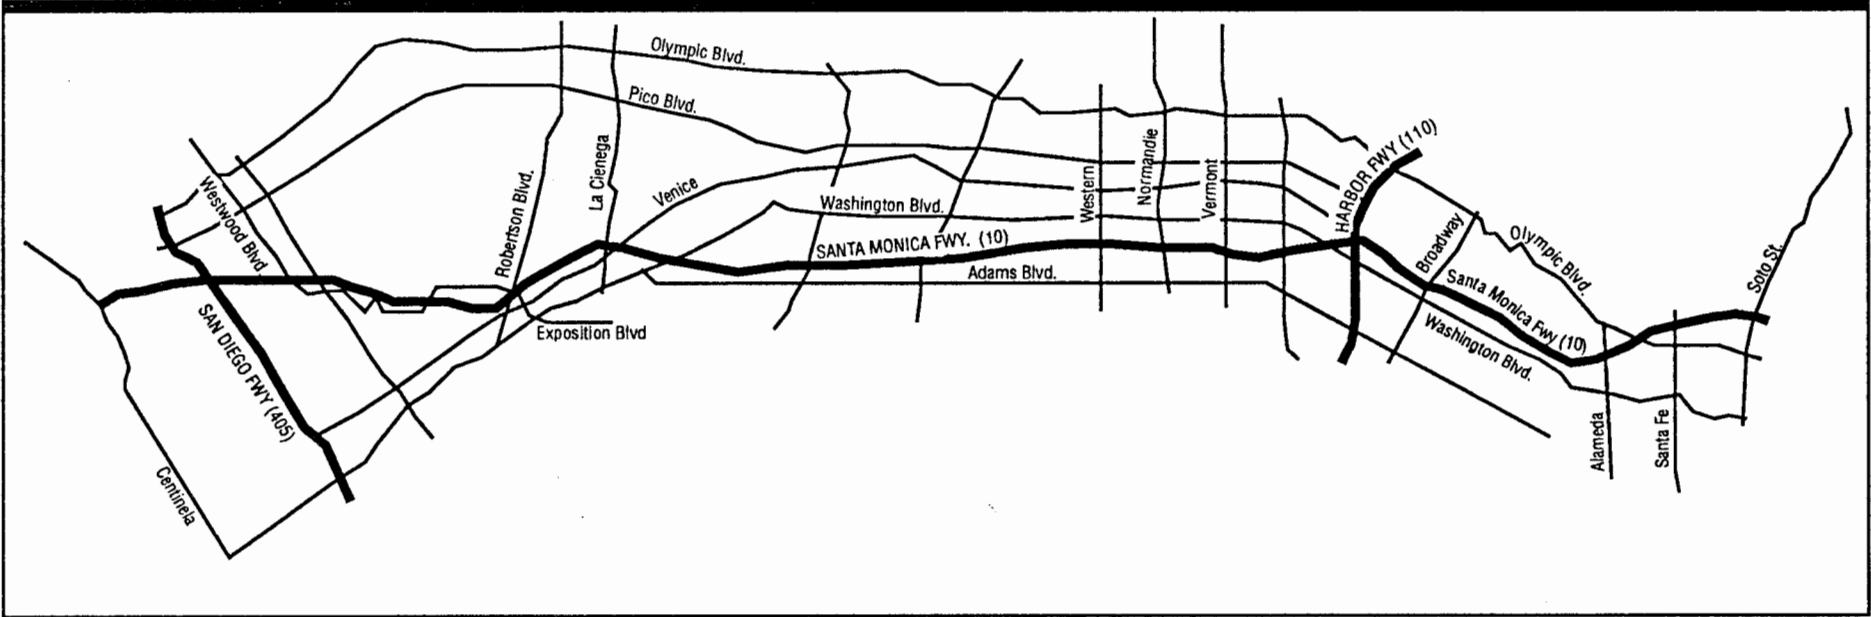 Olympic Blvd.
Pico Blvd.
Westwood Blvd.
Robertson Blvd.
La Cienega
Venice
Washington Blvd.
SANTA MONICA FWY. (10)
Adams Blvd.
Exposition Blvd
SAN DIEGO FWY (405)
Centinela
Western
Normandie
Vermont
HARBOR FWY (110)
Broadway
Olympic Blvd.
Santa Monica Fwy (10)
Washington Blvd.
Alameda
Santa Fe
Soto St.